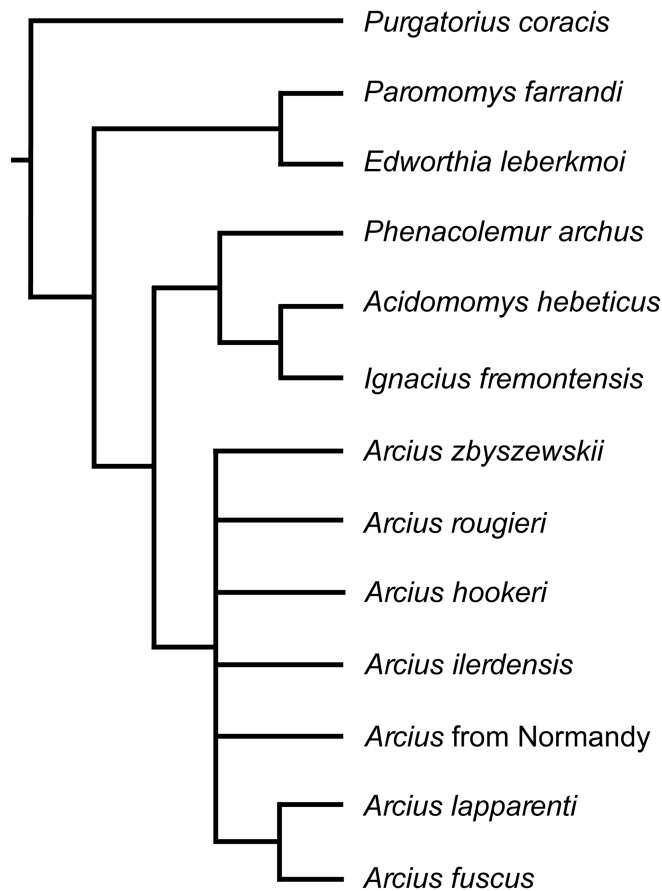 Purgatorius coracis
Paromomys farrandi
Edworthia leberkmoi
Phenacolemur archus
Acidomomys hebeticus
Ignacius fremontensis
Arcius zbyszewskii
Arcius rougieri
Arcius hookeri
Arcius ilerdensis
Arcius from Normandy
Arcius lapparenti
Arcius fuscus